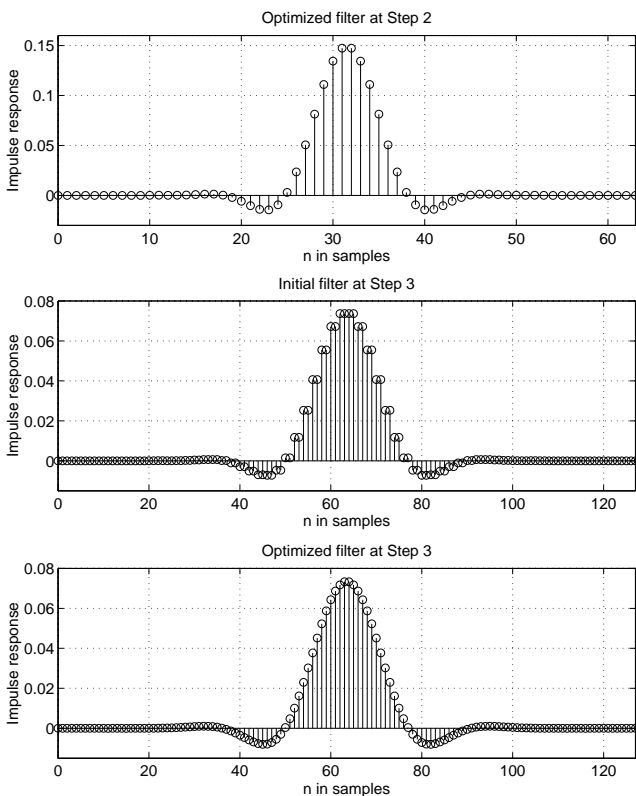 Optimized filter at Step 2
0.15
0.1
0.05
0
Impulse response
0 10 20 30 40 50 60
n in samples
Initial filter at Step 3
0.08
0.06
0.04
0.02
0
Impulse response
0 20 40 60 80 100 120
n in samples
Optimized filter at Step 3
0.08
0.06
0.04
0.02
0
Impulse response
0 20 40 60 80 100 120
n in samples